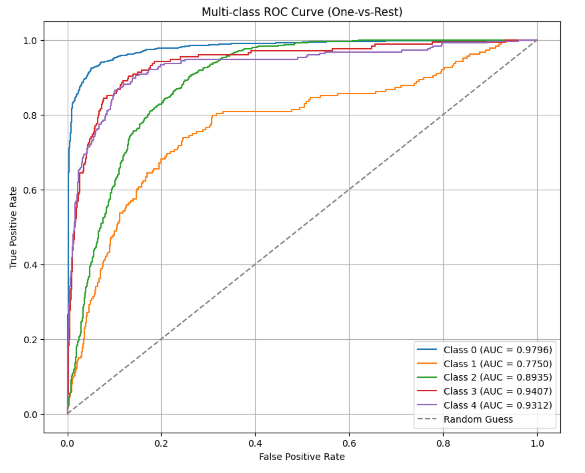 Multi-class ROC Curve (One-vs-Rest)
True Positive Rate
1.0
0.8
0.6
0.4
0.2
0.0
0.0 0.2 0.4 0.6 0.8 1.0
False Positive Rate
Class 0 (AUC = 0.9796)
Class 1 (AUC = 0.7750)
Class 2 (AUC = 0.8935)
Class 3 (AUC = 0.9407)
Class 4 (AUC = 0.9312)
Random Guess